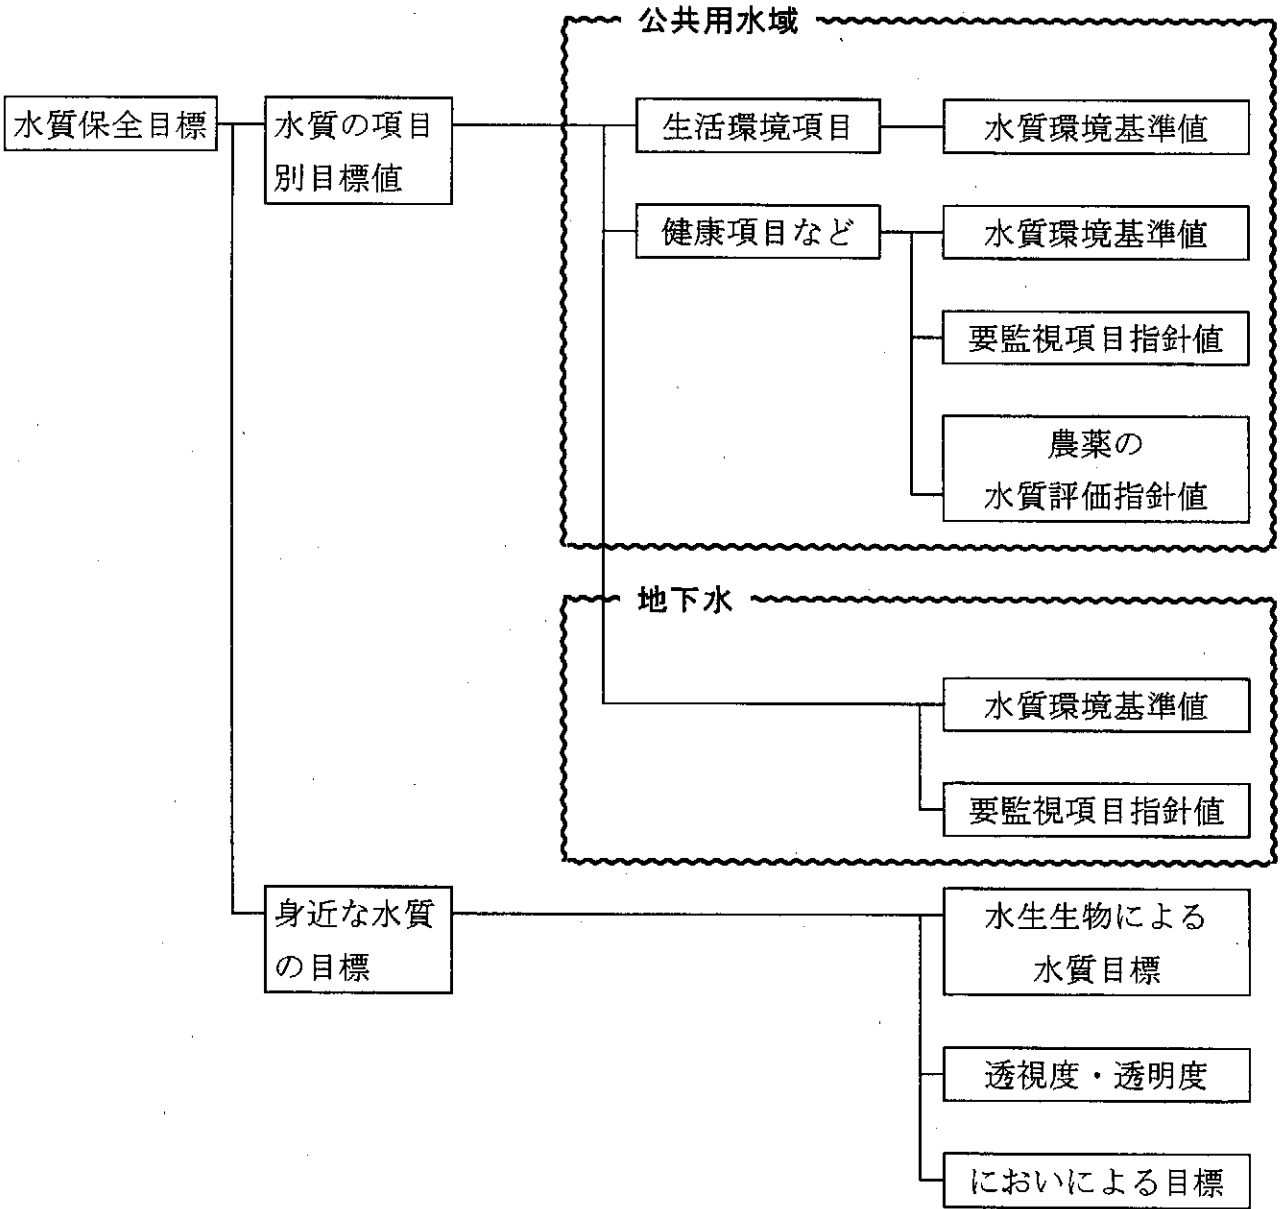 公共用水域
水質保全目標
水質の項目
別目標値
生活環境項目
水質環境基準値
健康項目など
水質環境基準値
要監視項目指針値
農薬の
水質評価指針値
地下水
水質環境基準値
要監視項目指針値
身近な水質
の目標
水生生物による
水質目標
透視度・透明度
においによる目標